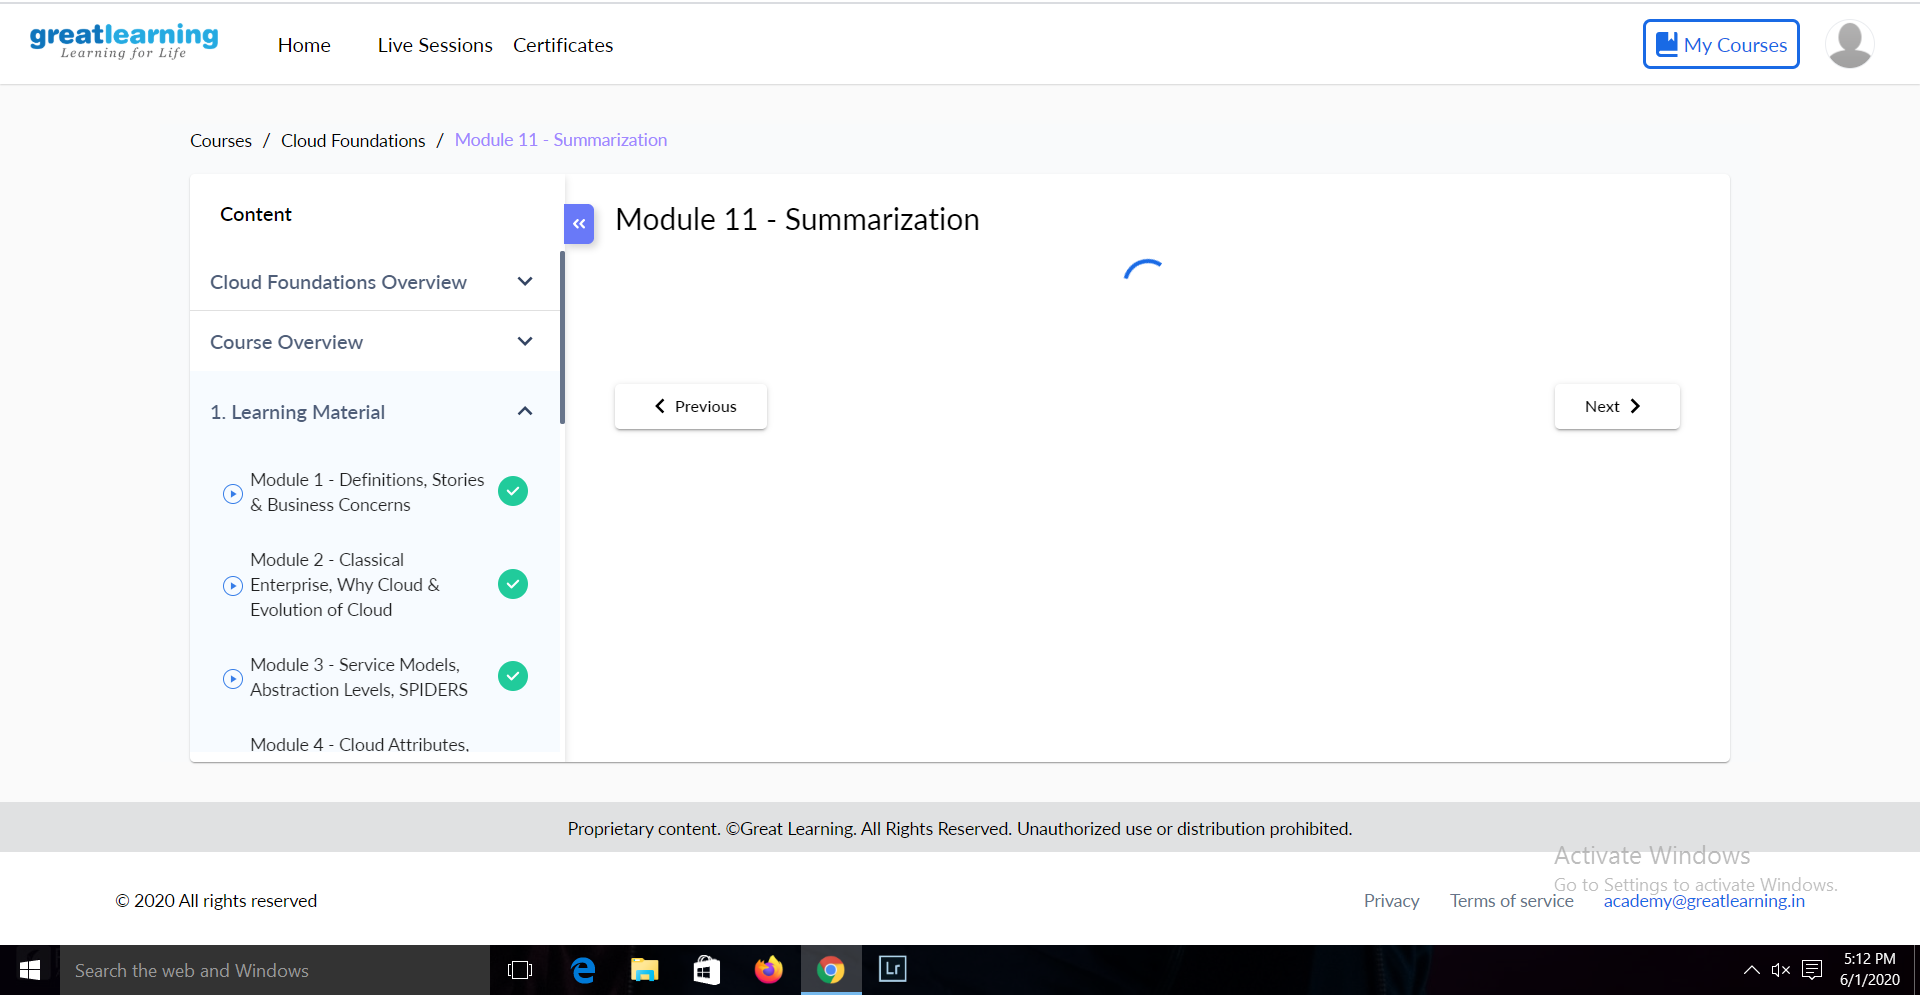 greatlearning
Learning for Life
Home Live Sessions Certificates
My Courses
Courses / Cloud Foundations / Module 11 - Summarization
Content
«
Module 11 - Summarization
Cloud Foundations Overview
Course Overview
1. Learning Material
Previous
Next
Module 1 - Definitions, Stories
& Business Concerns
Module 2 - Classical
Enterprise, Why Cloud &
Evolution of Cloud
Module 3 - Service Models,
Abstraction Levels, SPIDERS
Module 4 - Cloud Attributes,
Proprietary content. ©Great Learning. All Rights Reserved. Unauthorized use or distribution prohibited.
Activate Windows
Go to Settings to activate Windows.
© 2020 All rights reserved
Privacy Terms of service academy@greatlearning.in
Search the web and Windows
Lr
5:12 PM
6/1/2020